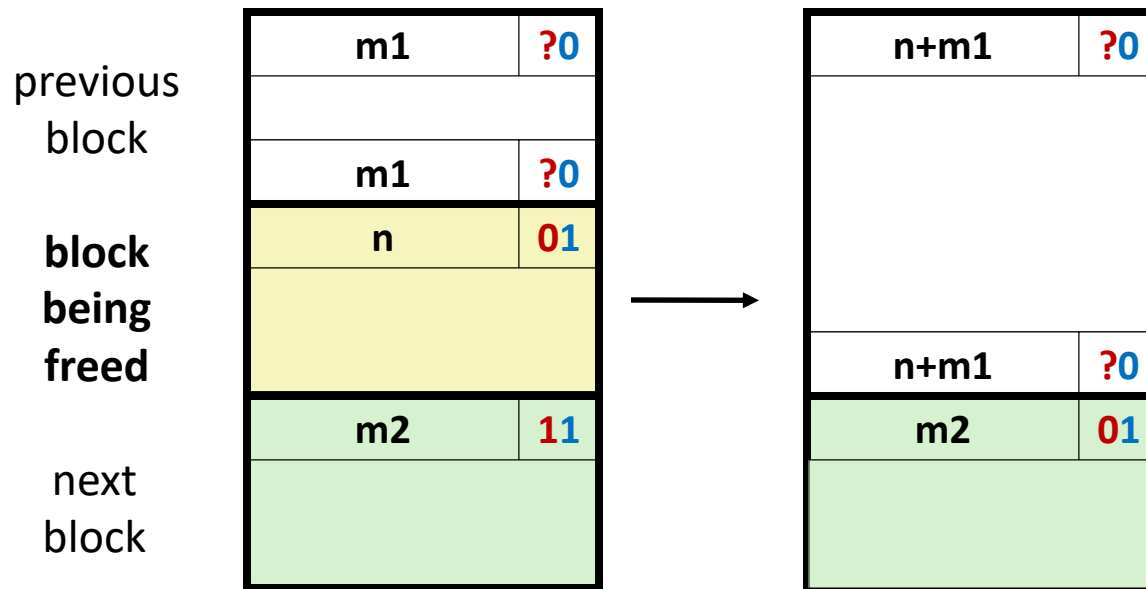 m1 ?0 n+m1 ?0
previous
block
m1 ?0
block
being
freed
n 01
n+m1 ?0
m2 11 m2 01
next
block